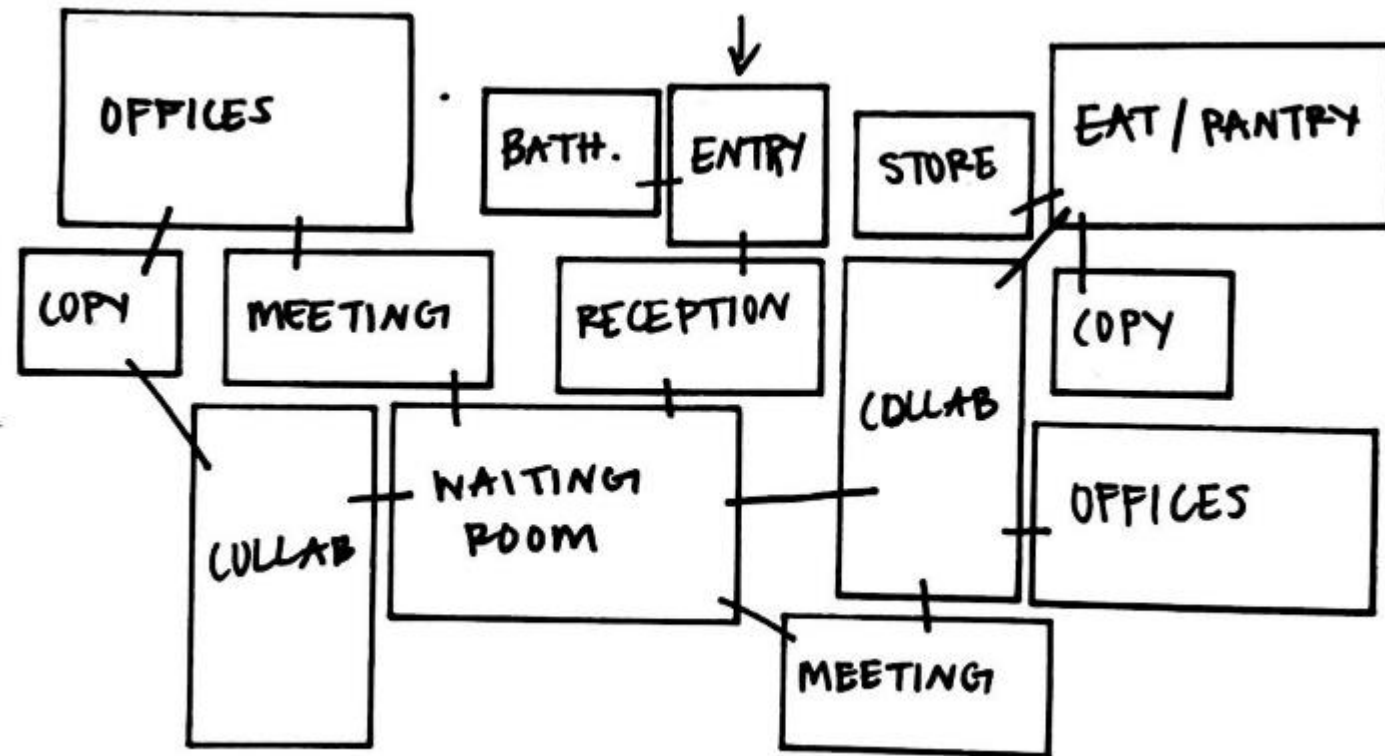 OFFICES
BATH.
ENTRY
STORE
EAT / PANTRY
COPY
MEETING
RECEPTION
COPY
COLLAB
WAITING
ROOM
OFFICES
COLLAB
MEETING